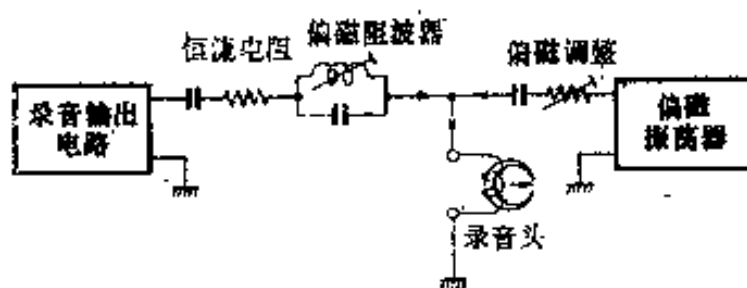 恒流电阻
偏磁阻波器
偏磁调整
录音输出
电路
偏磁
振荡器
录音头